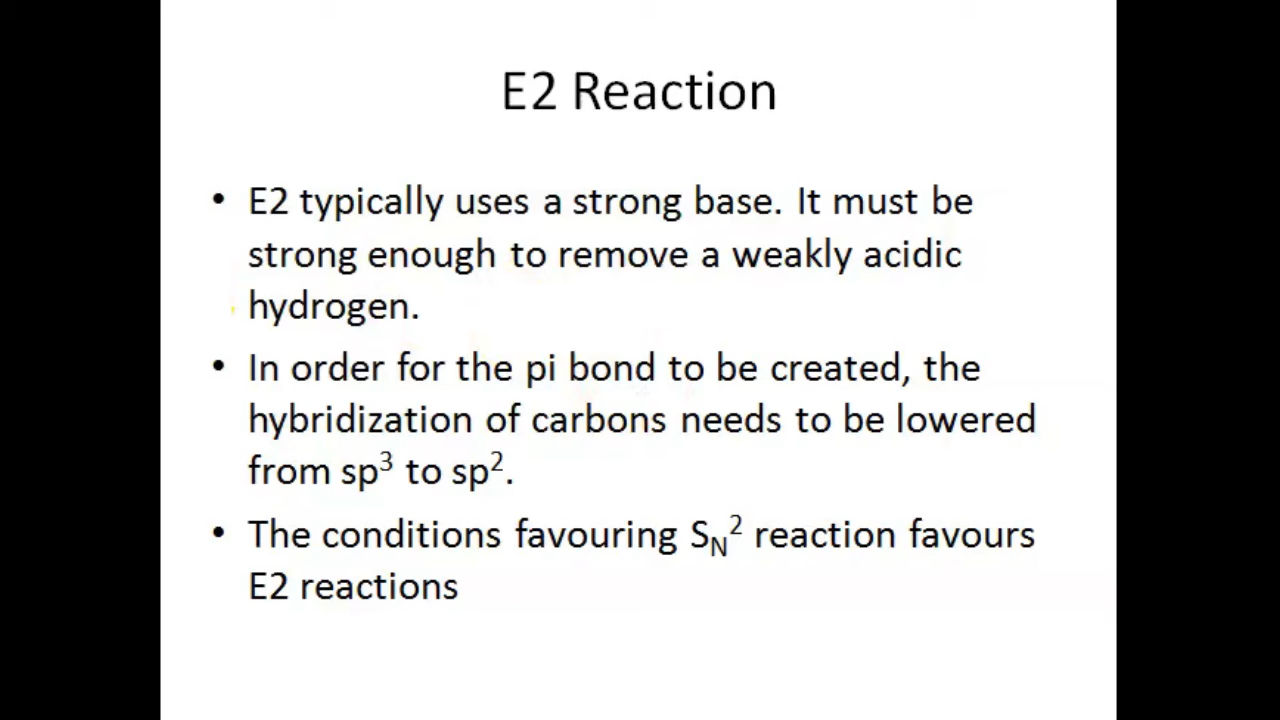 E2 Reaction
• E2 typically uses a strong base. It must be
strong enough to remove a weakly acidic
hydrogen.
• In order for the pi bond to be created, the
hybridization of carbons needs to be lowered
from sp³ to sp².
• The conditions favouring S_N² reaction favours
E2 reactions